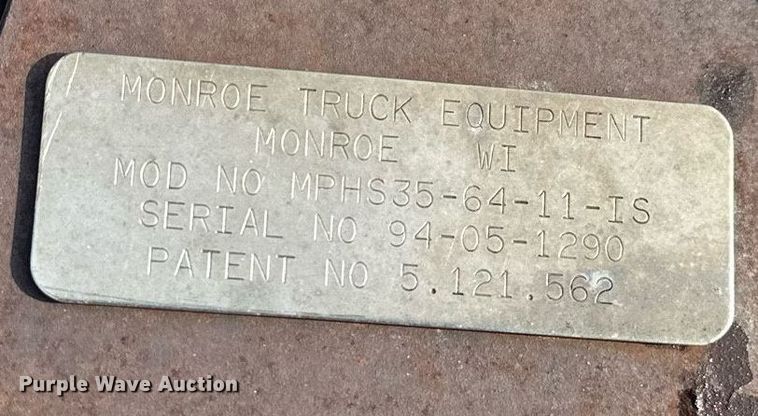 MONROE TRUCK EQUIPMENT
MONROE WI
MOD NO MPHS35-64-11-IS
SERIAL NO 94-05-1290
PATENT NO 5.121.562
Purple Wave Auction